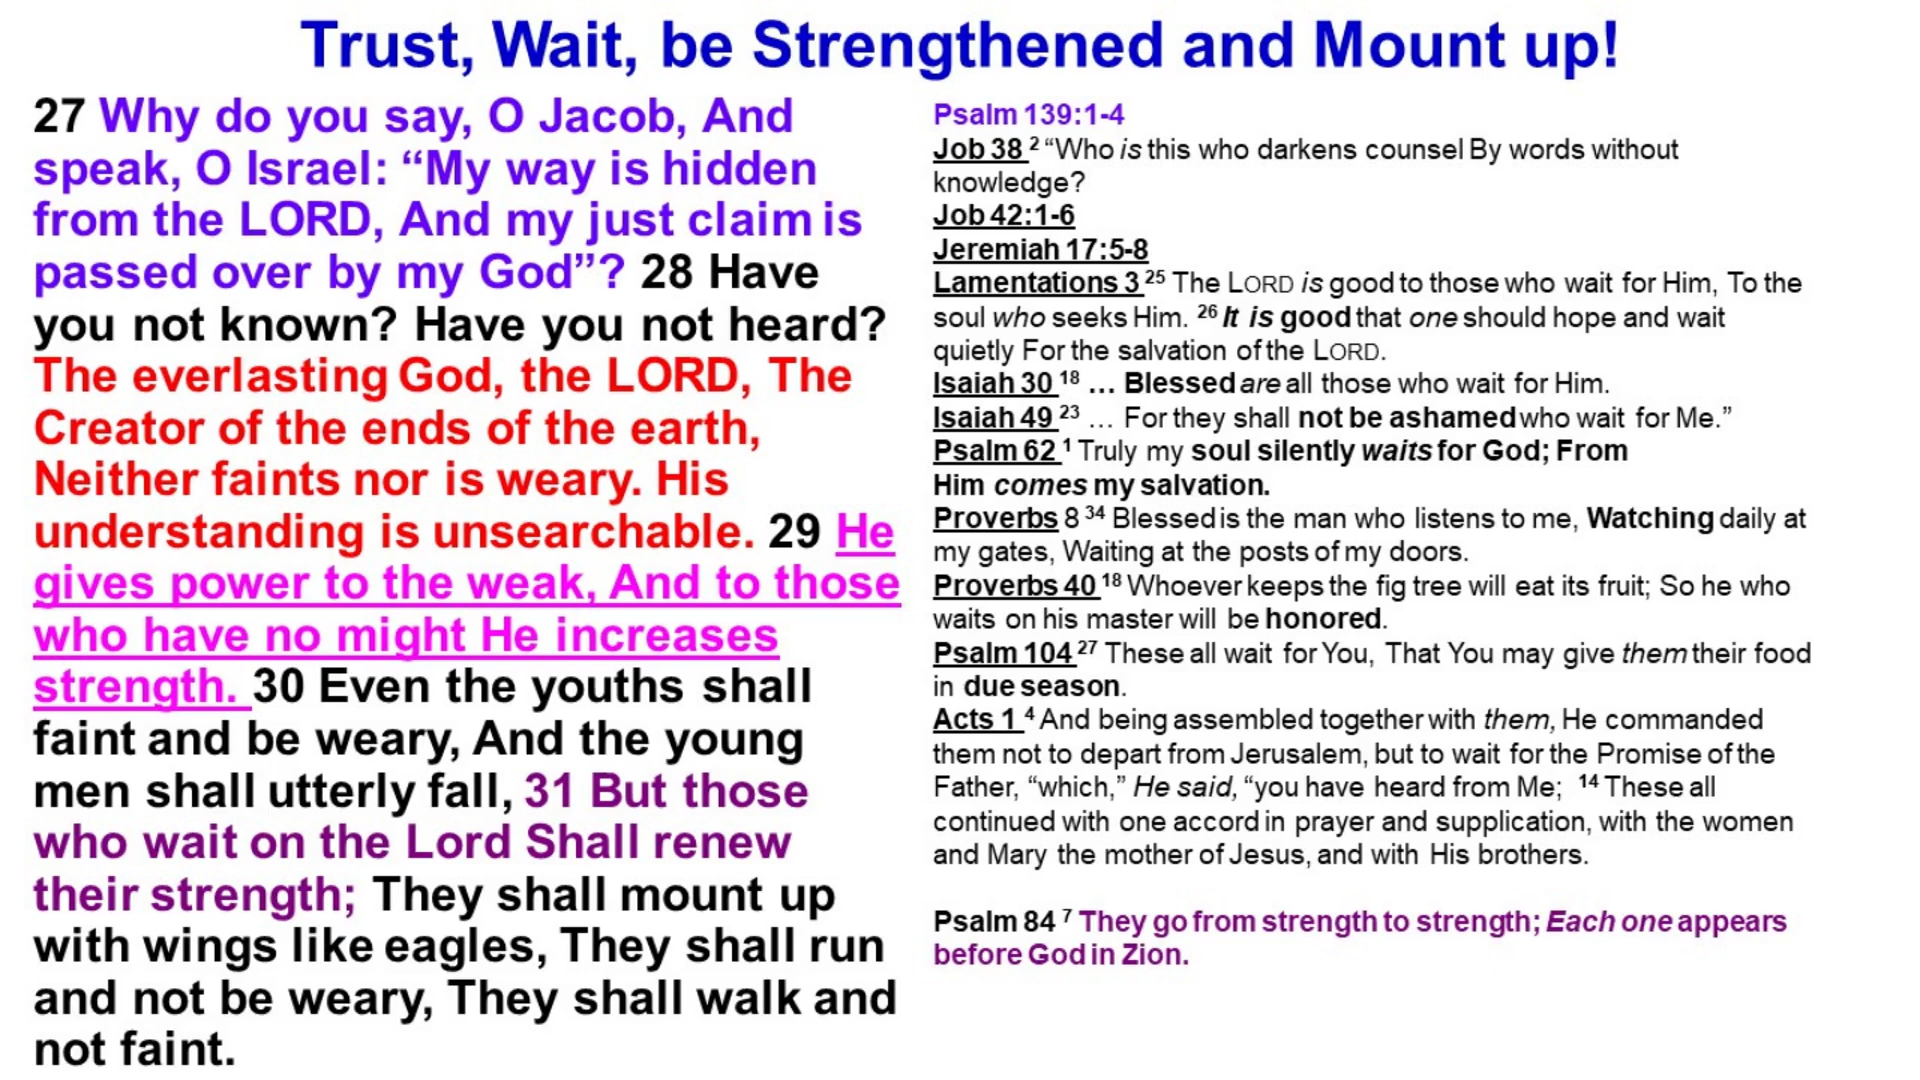 Trust, Wait, be Strengthened and Mount up!
27 Why do you say, O Jacob, And
speak, O Israel: “My way is hidden
from the LORD, And my just claim is
passed over by my God”? 28 Have
you not known? Have you not heard?
The everlasting God, the LORD, The
Creator of the ends of the earth,
Neither faints nor is weary. His
understanding is unsearchable. 29 He
gives power to the weak, And to those
who have no might He increases
strength. 30 Even the youths shall
faint and be weary, And the young
men shall utterly fall, 31 But those
who wait on the Lord Shall renew
their strength; They shall mount up
with wings like eagles, They shall run
and not be weary, They shall walk and
not faint.
Psalm 139:1-4
Job 38 2 “Who is this who darkens counsel By words without
knowledge?
Job 42:1-6
Jeremiah 17:5-8
Lamentations 3 25 The LORD is good to those who wait for Him, To the
soul who seeks Him. 26 It is good that one should hope and wait
quietly For the salvation of the LORD.
Isaiah 30 18 … Blessed are all those who wait for Him.
Isaiah 49 23 … For they shall not be ashamed who wait for Me.”
Psalm 62 1 Truly my soul silently waits for God; From
Him comes my salvation.
Proverbs 8 34 Blessed is the man who listens to me, Watching daily at
my gates, Waiting at the posts of my doors.
Proverbs 40 18 Whoever keeps the fig tree will eat its fruit; So he who
waits on his master will be honored.
Psalm 104 27 These all wait for You, That You may give them their food
in due season.
Acts 1 4 And being assembled together with them, He commanded
them not to depart from Jerusalem, but to wait for the Promise of the
Father, “which,” He said, “you have heard from Me; 14 These all
continued with one accord in prayer and supplication, with the women
and Mary the mother of Jesus, and with His brothers.
Psalm 84 7 They go from strength to strength; Each one appears
before God in Zion.